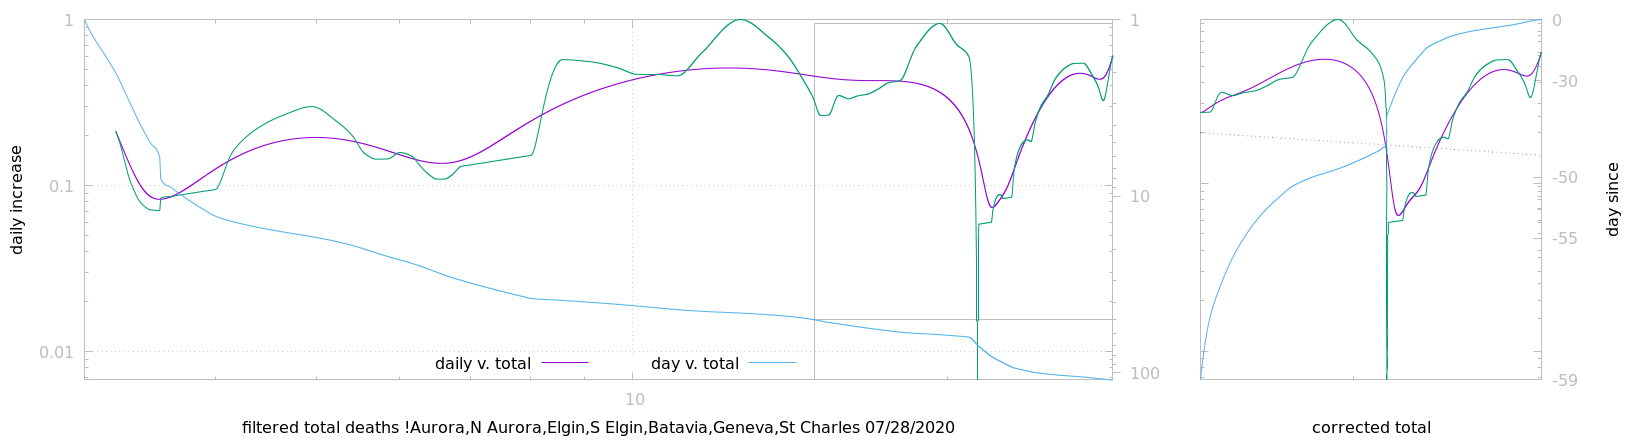 1
0.1
0.01
daily increase
daily v. total
day v. total
10
1
10
100
filtered total deaths !Aurora,N Aurora,Elgin,S Elgin,Batavia,Geneva,St Charles 07/28/2020
0
-30
-50
-55
-59
day since
corrected total